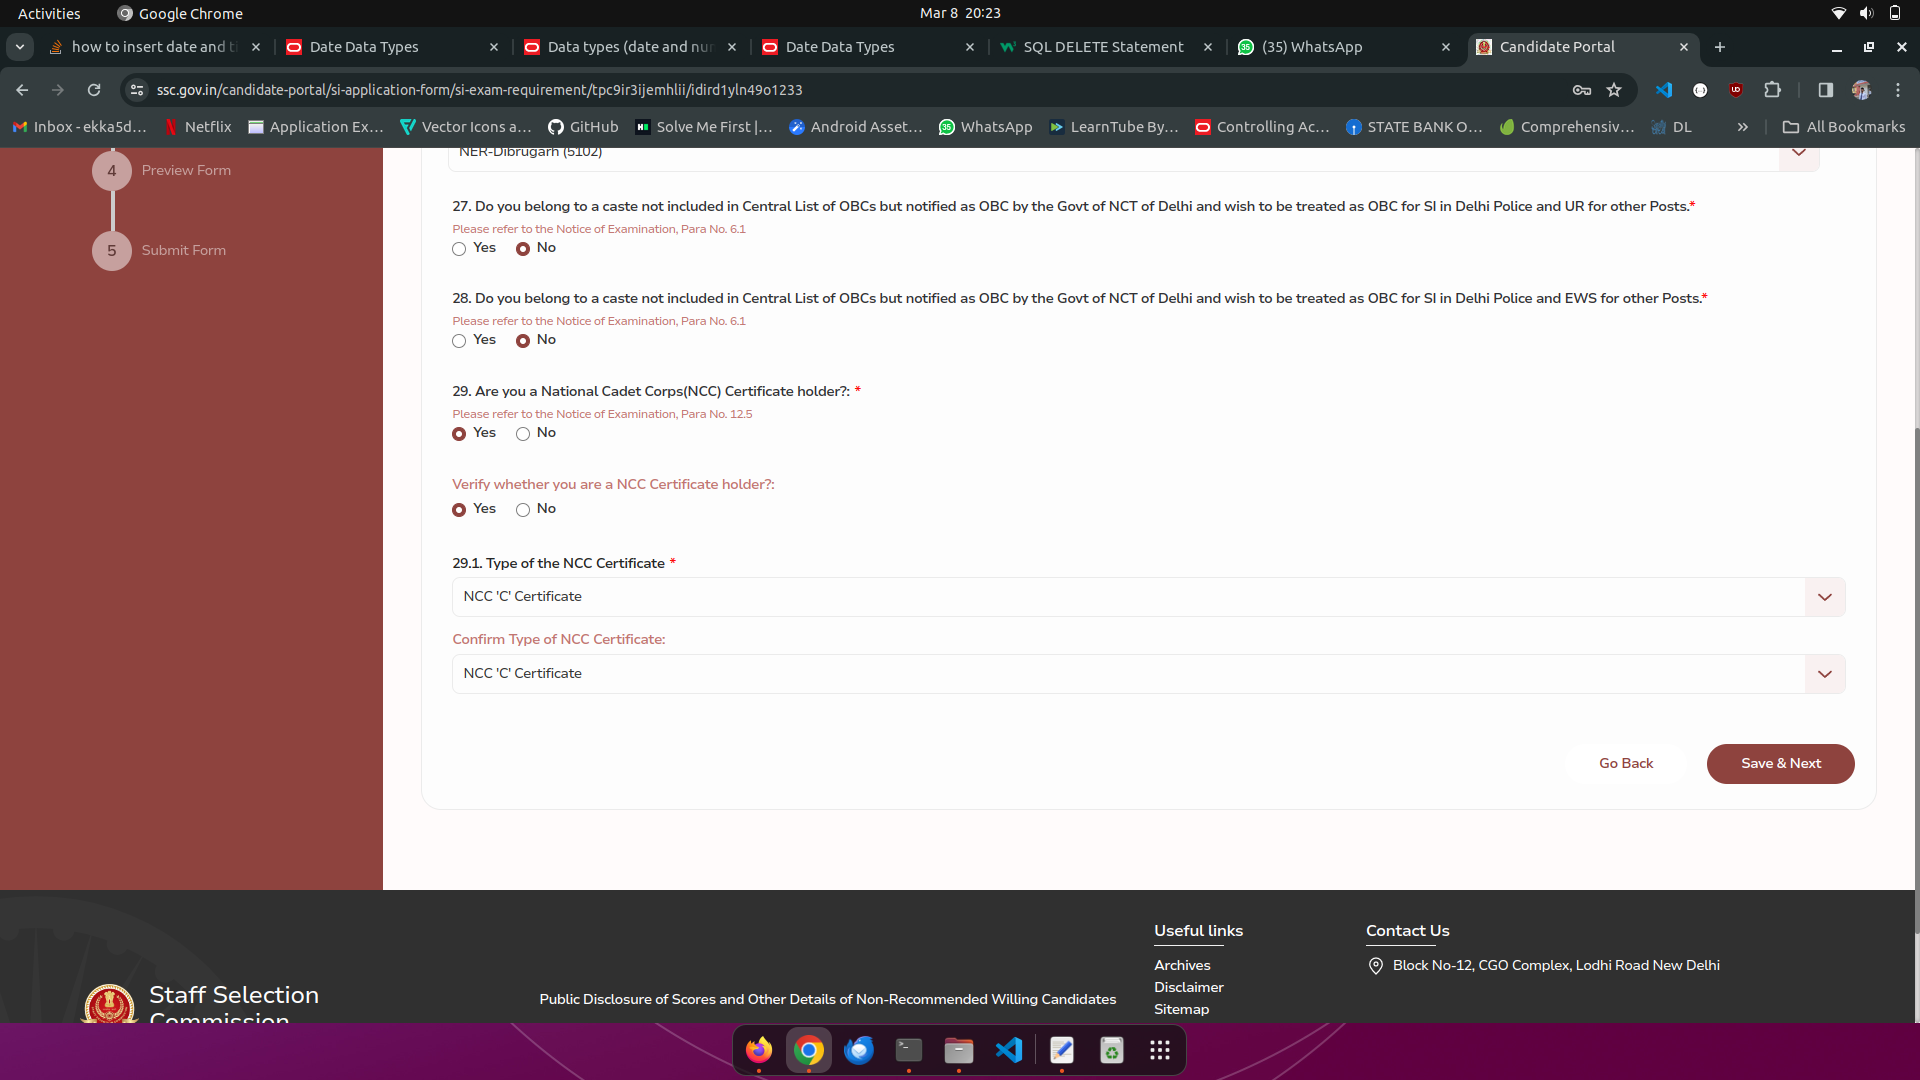 Activities
Google Chrome
Mar 8 20:23
how to insert date and ti
Date Data Types
Data types (date and nur
Date Data Types
SQL DELETE Statement
(35) WhatsApp
Candidate Portal
ssc.gov.in/candidate-portal/si-application-form/si-exam-requirement/tpc9ir3ijemhlii/idird1yln49o1233
Inbox - ekka5d...
Netflix
Application Ex...
Vector Icons a...
GitHub
Solve Me First |...
Android Asset...
WhatsApp
LearnTube By...
Controlling Ac...
STATE BANK O...
Comprehensiv...
DL
All Bookmarks
4 Preview Form
5 Submit Form
NER-Dibrugarh (5102)
27. Do you belong to a caste not included in Central List of OBCs but notified as OBC by the Govt of NCT of Delhi and wish to be treated as OBC for SI in Delhi Police and UR for other Posts.*
Please refer to the Notice of Examination, Para No. 6.1
Yes No
28. Do you belong to a caste not included in Central List of OBCs but notified as OBC by the Govt of NCT of Delhi and wish to be treated as OBC for SI in Delhi Police and EWS for other Posts.*
Please refer to the Notice of Examination, Para No. 6.1
Yes No
29. Are you a National Cadet Corps(NCC) Certificate holder?: *
Please refer to the Notice of Examination, Para No. 12.5
Yes No
Verify whether you are a NCC Certificate holder?:
Yes No
29.1. Type of the NCC Certificate *
NCC 'C' Certificate
Confirm Type of NCC Certificate:
NCC 'C' Certificate
Go Back
Save & Next
Useful links
Contact Us
Archives
Block No-12, CGO Complex, Lodhi Road New Delhi
Disclaimer
Sitemap
Staff Selection
Commission
Public Disclosure of Scores and Other Details of Non-Recommended Willing Candidates